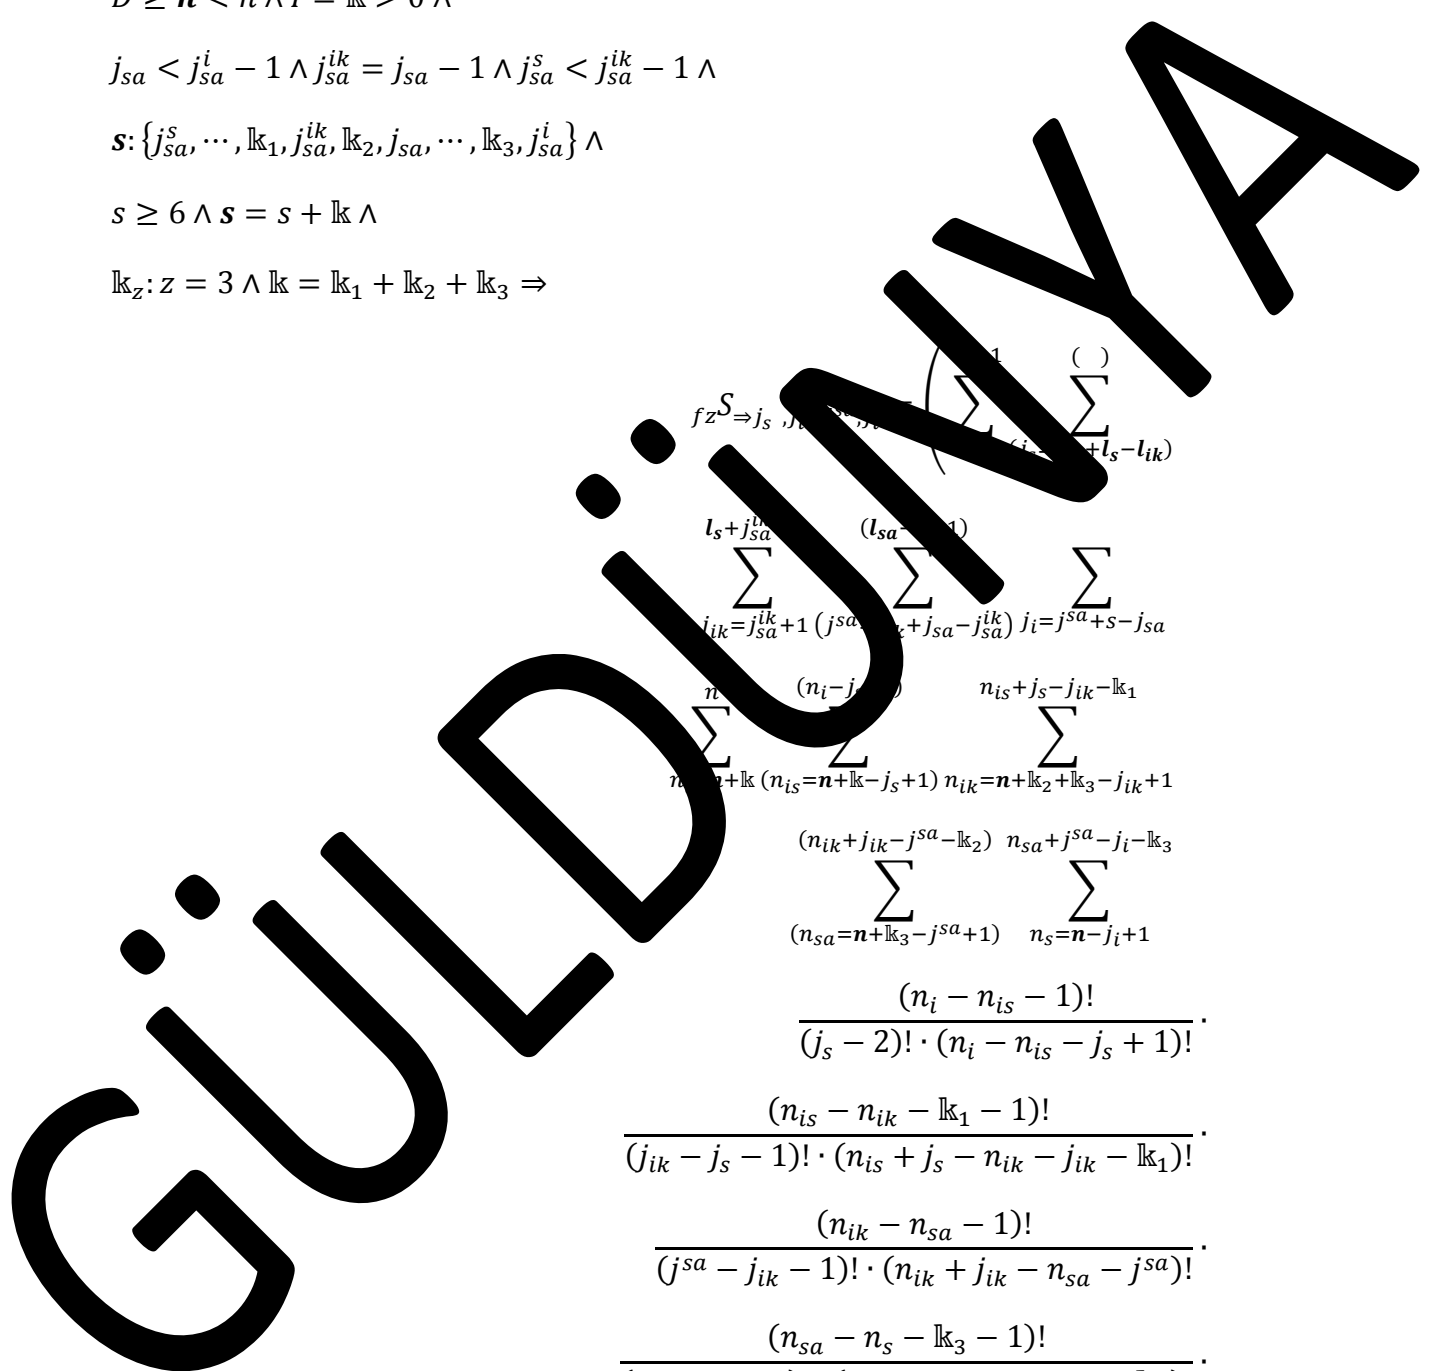 j_{sa} < j_{sa}^{i} − 1 ∧ j_{sa}^{ik} = j_{sa} − 1 ∧ j_{sa}^{s} < j_{sa}^{ik} − 1 ∧
s: {j_{sa}^{s}, ⋯, 𝕜_1, j_{sa}^{ik}, 𝕜_2, j_{sa}, ⋯, 𝕜_3, j_{sa}^{i}} ∧
s ≥ 6 ∧ s = s + 𝕜 ∧
𝕜_z: z = 3 ∧ 𝕜 = 𝕜_1 + 𝕜_2 + 𝕜_3 ⇒
( )
_{fz}S_{⇒j_s} ( ∑ ∑
+l_s−l_{ik})
l_s+j_{sa}^{ik} (l_{sa}
∑ ∑ ∑
j_{ik}=j_{sa}^{ik}+1 (j^{sa} +j_{sa}−j_{sa}^{ik}) j_i=j^{sa}+s−j_{sa}
n (n_i−j_s n_{is}+j_s−j_{ik}−𝕜_1
∑ ∑ ∑
+𝕜 (n_{is}=n+𝕜−j_s+1) n_{ik}=n+𝕜_2+𝕜_3−j_{ik}+1
(n_{ik}+j_{ik}−j^{sa}−𝕜_2) n_{sa}+j^{sa}−j_i−𝕜_3
∑ ∑
(n_{sa}=n+𝕜_3−j^{sa}+1) n_s=n−j_i+1
(n_i − n_{is} − 1)!
(j_s − 2)! · (n_i − n_{is} − j_s + 1)! ·
(n_{is} − n_{ik} − 𝕜_1 − 1)!
(j_{ik} − j_s − 1)! · (n_{is} + j_s − n_{ik} − j_{ik} − 𝕜_1)! ·
(n_{ik} − n_{sa} − 1)!
(j^{sa} − j_{ik} − 1)! · (n_{ik} + j_{ik} − n_{sa} − j^{sa})! ·
(n_{sa} − n_s − 𝕜_3 − 1)!
GÜLDÜNYA